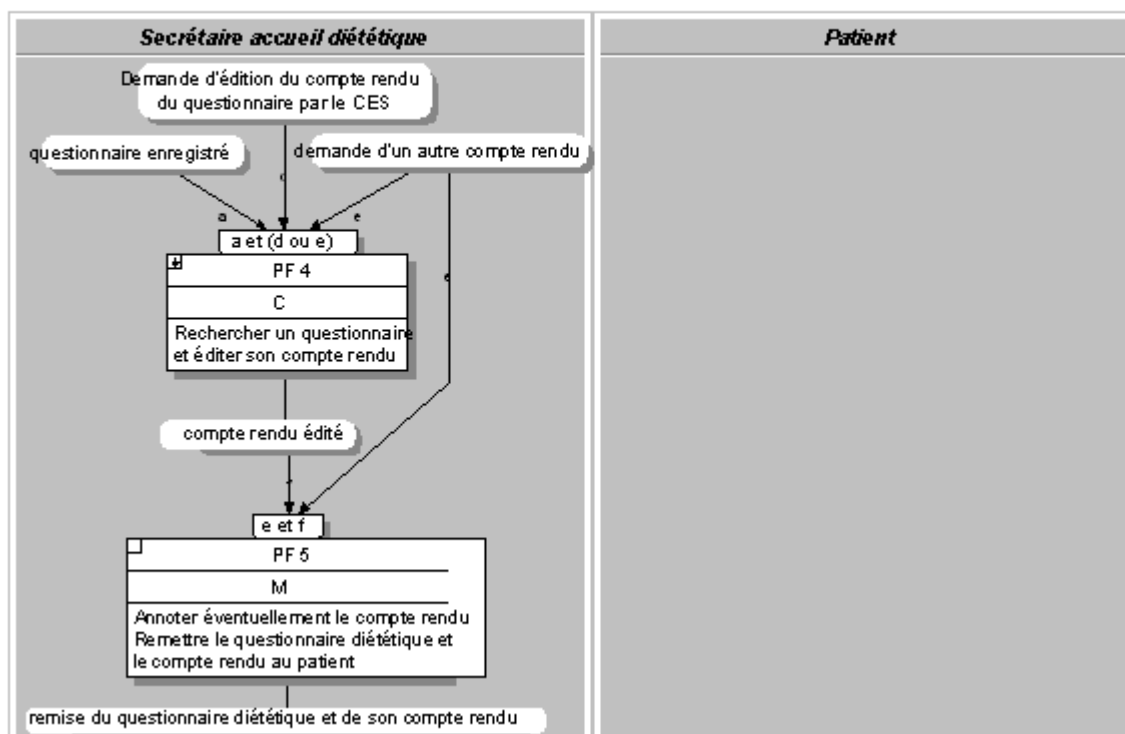 Secrétaire accueil diététique
Patient
Demande d'édition du compte rendu
du questionnaire par le CES
questionnaire enregistré
demande d'un autre compte rendu
d
a
e
a et (d ou e)
PF 4
e
C
Rechercher un questionnaire
et éditer son compte rendu
compte rendu édité
f
e et f
PF 5
M
Annoter éventuellement le compte rendu
Remettre le questionnaire diététique et
le compte rendu au patient
remise du questionnaire diététique et de son compte rendu